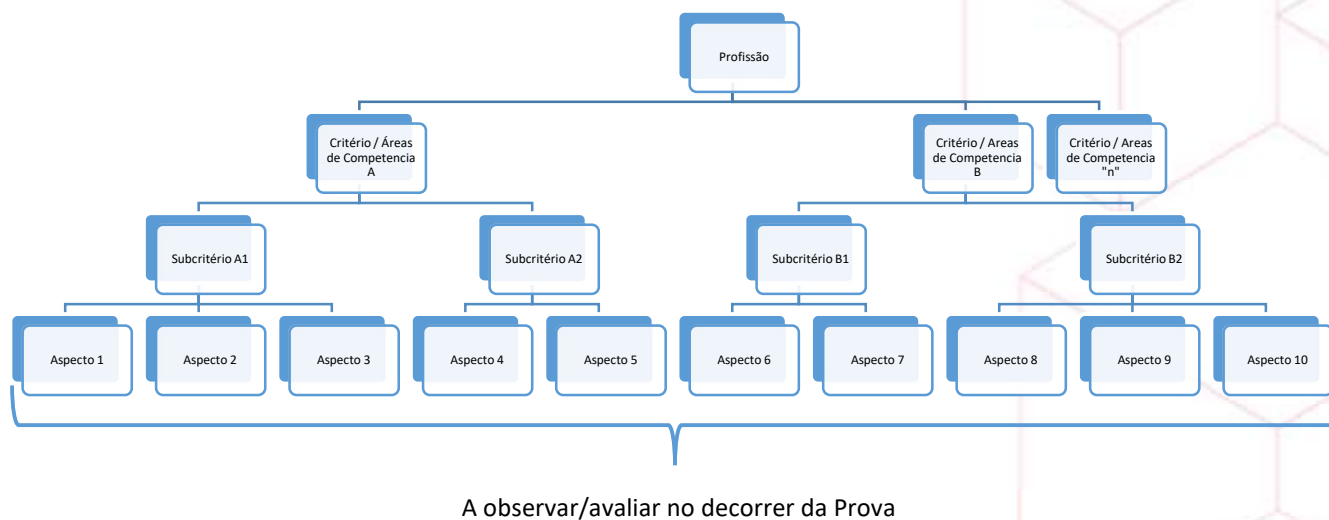 Profissão
Critério / Áreas
de Competencia
A
Critério / Areas
de Competencia
B
Critério / Areas
de Competencia
"n"
Subcritério A1
Subcritério A2
Subcritério B1
Subcritério B2
Aspecto 1
Aspecto 2
Aspecto 3
Aspecto 4
Aspecto 5
Aspecto 6
Aspecto 7
Aspecto 8
Aspecto 9
Aspecto 10
A observar/avaliar no decorrer da Prova